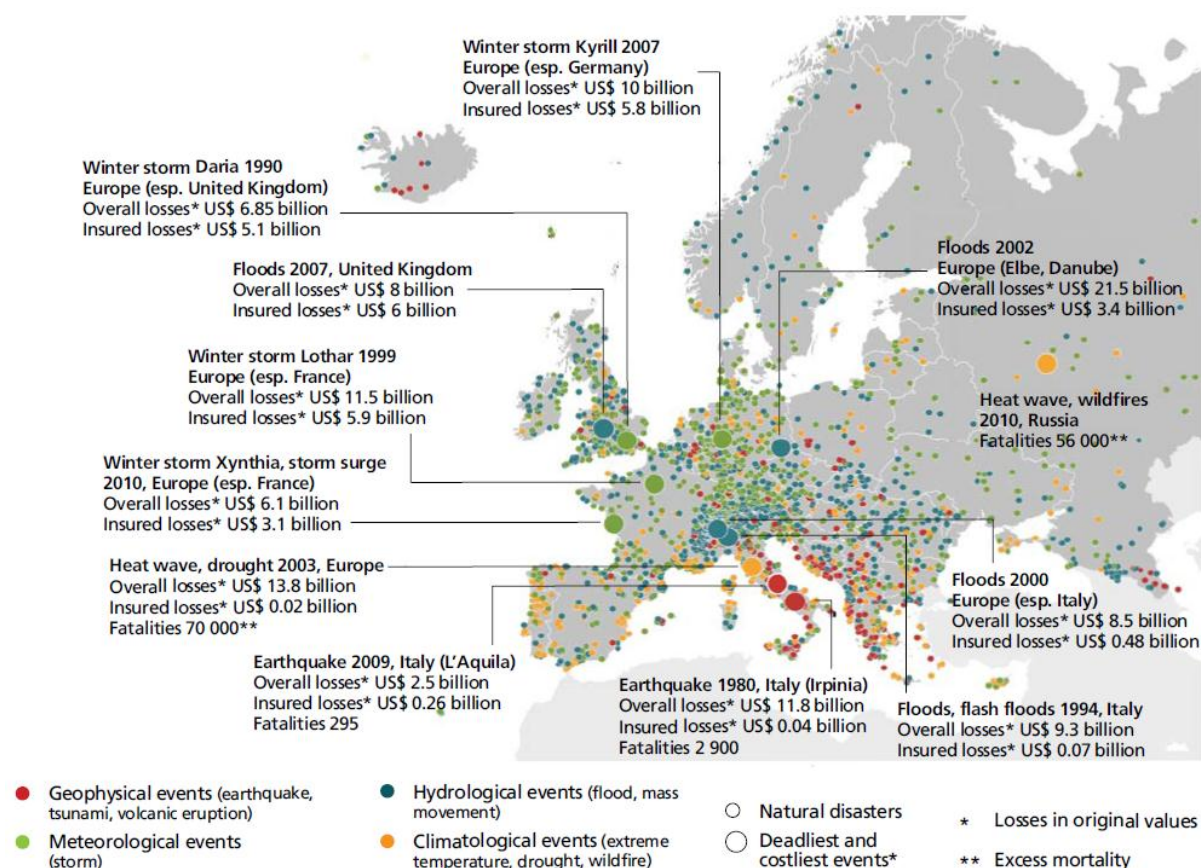 Winter storm Kyrill 2007
Europe (esp. Germany)
Overall losses* US$ 10 billion
Insured losses* US$ 5.8 billion
Winter storm Daria 1990
Europe (esp. United Kingdom)
Overall losses* US$ 6.85 billion
Insured losses* US$ 5.1 billion
Floods 2007, United Kingdom
Overall losses* US$ 8 billion
Insured losses* US$ 6 billion
Floods 2002
Europe (Elbe, Danube)
Overall losses* US$ 21.5 billion
Insured losses* US$ 3.4 billion
Winter storm Lothar 1999
Europe (esp. France)
Overall losses* US$ 11.5 billion
Insured losses* US$ 5.9 billion
Heat wave, wildfires
2010, Russia
Fatalities 56 000**
Winter storm Xynthia, storm surge
2010, Europe (esp. France)
Overall losses* US$ 6.1 billion
Insured losses* US$ 3.1 billion
Heat wave, drought 2003, Europe
Overall losses* US$ 13.8 billion
Insured losses* US$ 0.02 billion
Fatalities 70 000**
Floods 2000
Europe (esp. Italy)
Overall losses* US$ 8.5 billion
Insured losses* US$ 0.48 billion
Earthquake 2009, Italy (L'Aquila)
Overall losses* US$ 2.5 billion
Insured losses* US$ 0.26 billion
Fatalities 295
Earthquake 1980, Italy (Irpinia)
Overall losses* US$ 11.8 billion
Insured losses* US$ 0.04 billion
Fatalities 2 900
Floods, flash floods 1994, Italy
Overall losses* US$ 9.3 billion
Insured losses* US$ 0.07 billion
Geophysical events (earthquake,
tsunami, volcanic eruption)
Meteorological events
(storm)
Hydrological events (flood, mass
movement)
Climatological events (extreme
temperature, drought, wildfire)
Natural disasters
Deadliest and
costliest events*
* Losses in original values
** Excess mortality